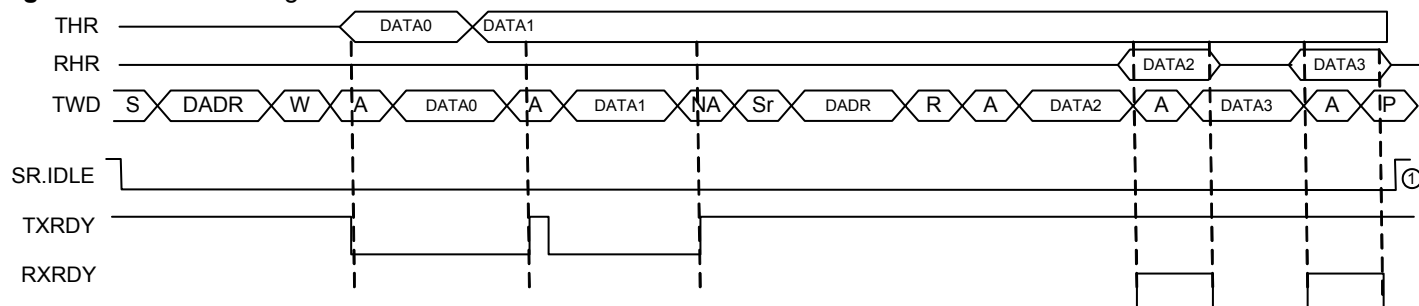 THR DATA0 DATA1
RHR DATA2 DATA3
TWD S DADR W A DATA0 A DATA1 NA Sr DADR R A DATA2 A DATA3 A P
SR.IDLE ①
TXRDY
RXRDY